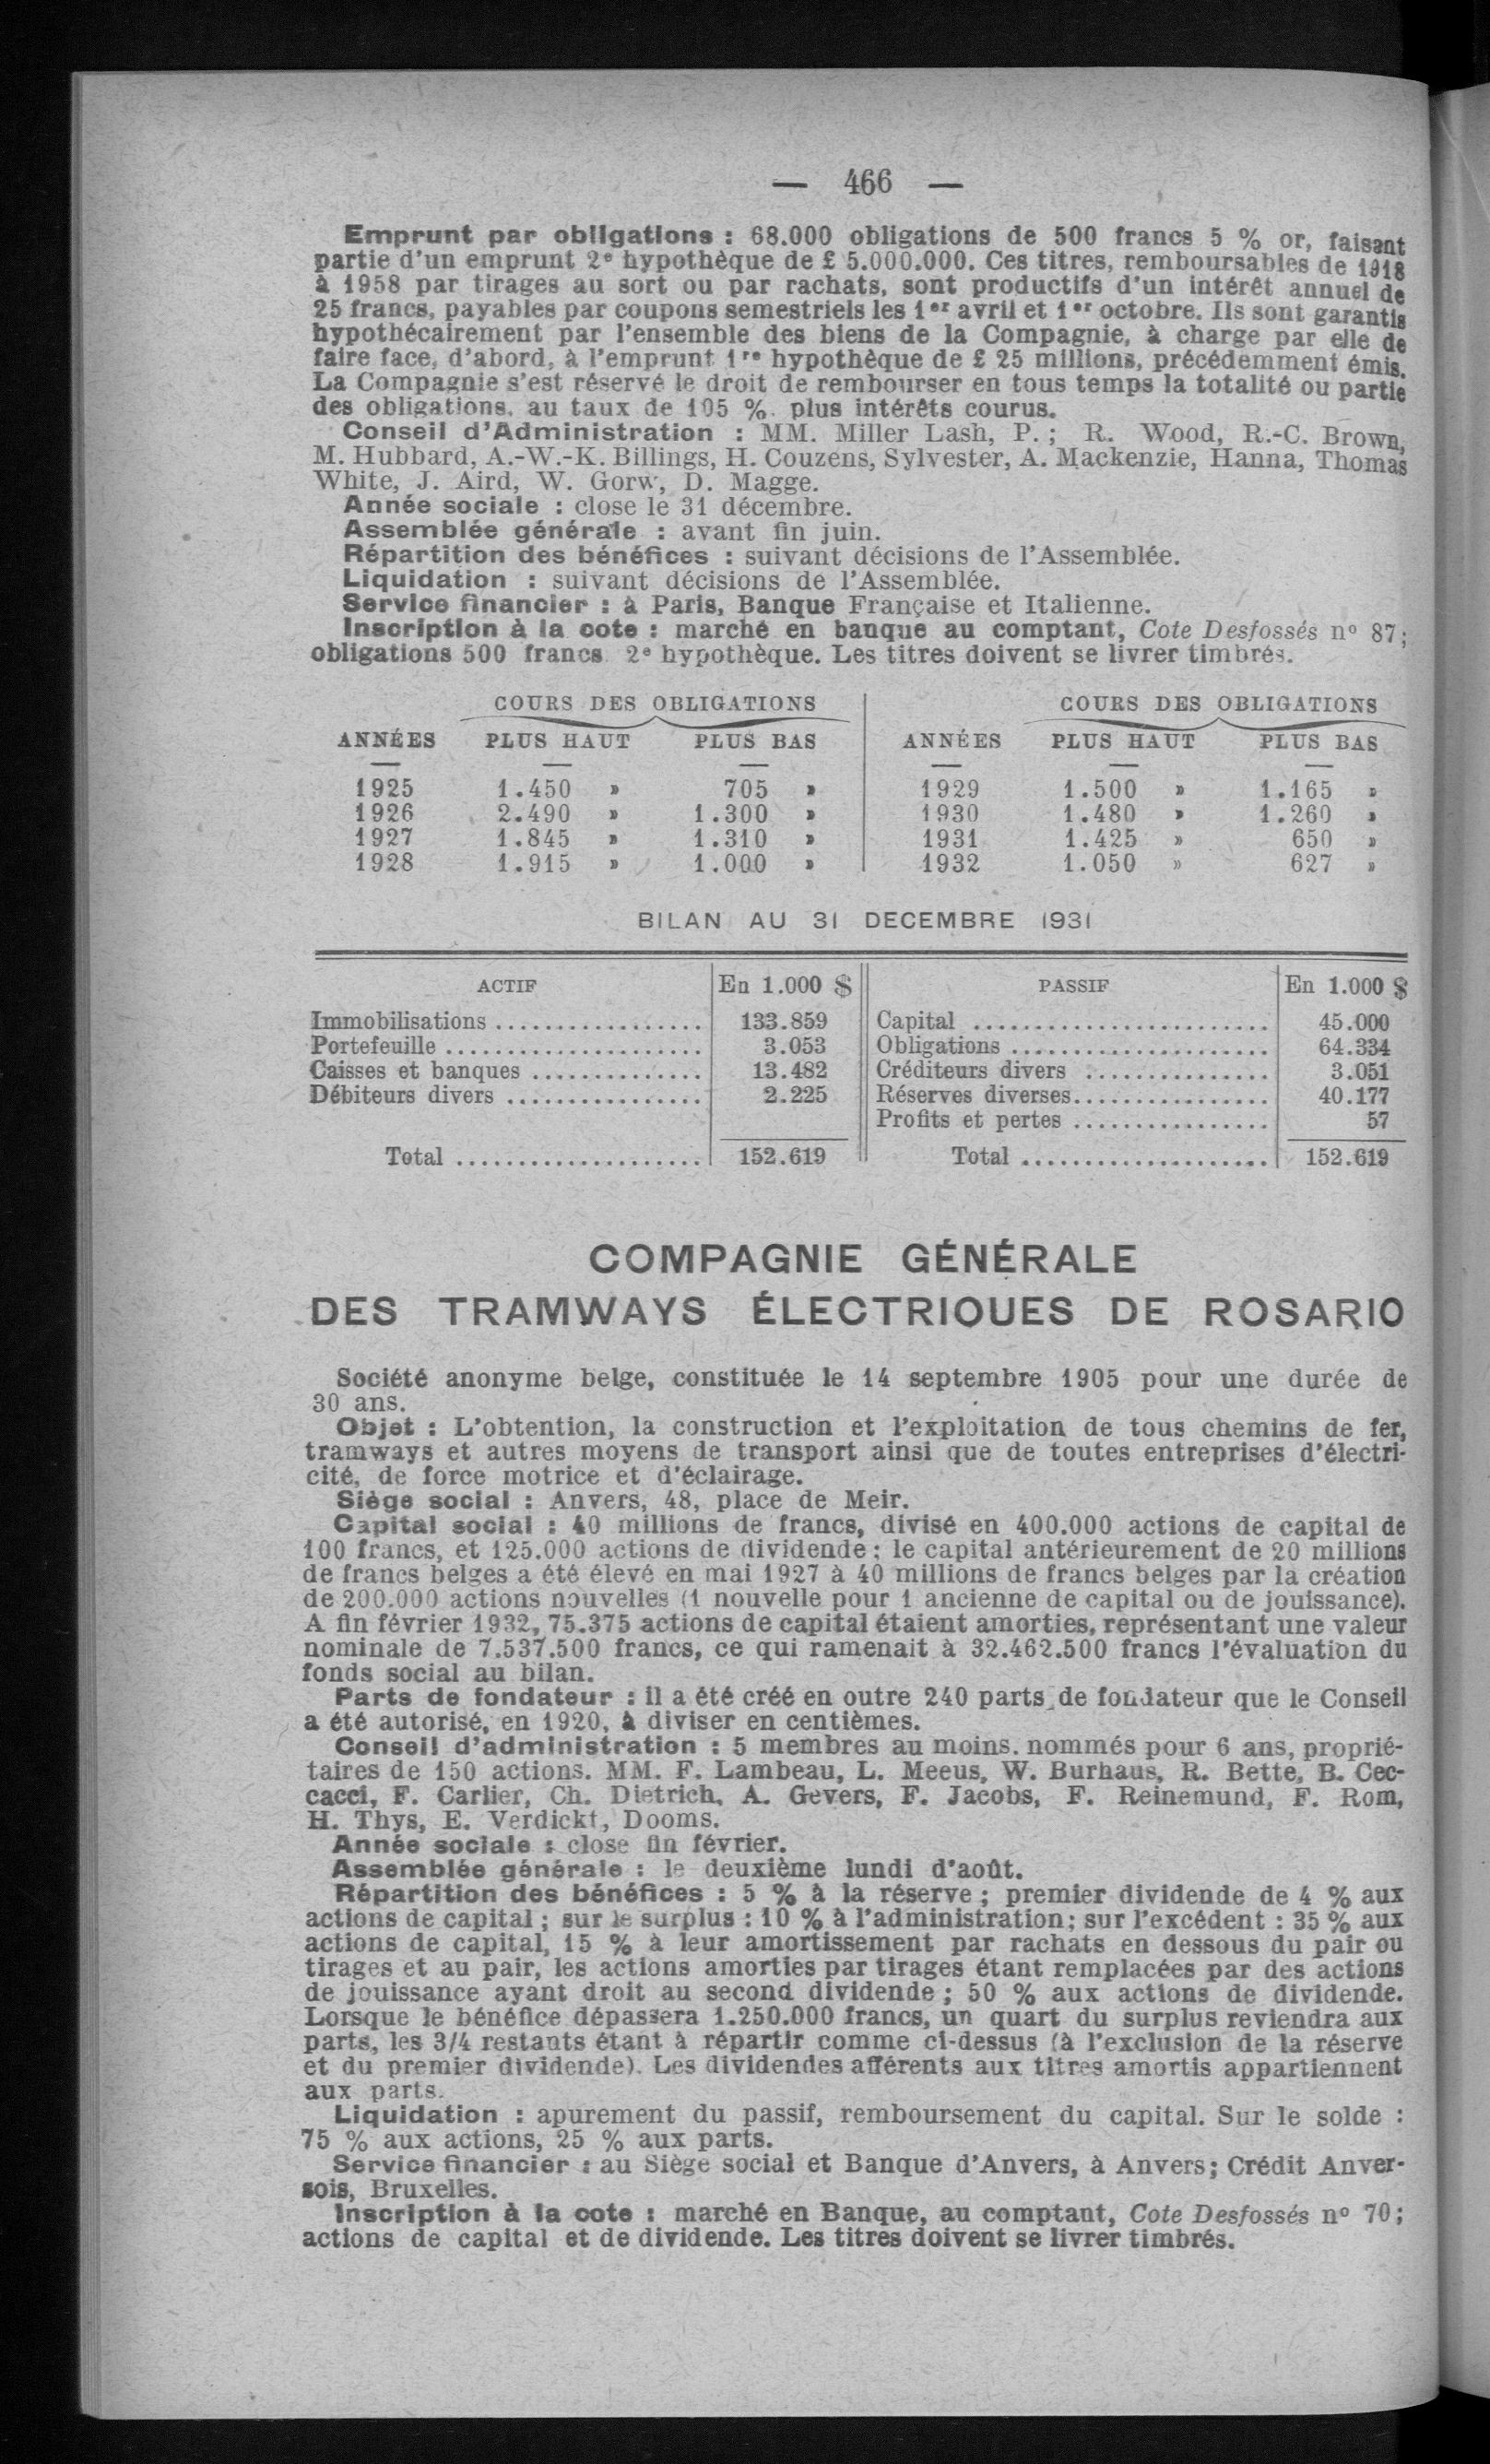 — 466 —
Emprunt par obligations : 68.000 obligations de 500 francs 5 % or, faisant
partie d'un emprunt 2e hypothèque de £ 5.000.000. Ces titres, remboursables de 1918
à 1958 par tirages au sort ou par rachats, sont productifs d'un intérêt annuel de
25 francs, payables par coupons semestriels les 1er avril et 1er octobre. Ils sont garantis
hypothécairement par l'ensemble des biens de la Compagnie, à charge par elle de
faire face, d'abord, à l'emprunt 1re hypothèque de £ 25 millions, précédemment émis.
La Compagnie s'est réservé le droit de rembourser en tous temps la totalité ou partie
des obligations, au taux de 105 %. plus intérêts courus.
Conseil d'Administration : MM. Miller Lash, P. ; R. Wood, R.-C. Brown,
M. Hubbard, A.-W.-K. Billings, H. Couzens, Sylvester, A. Mackenzie, Hanna, Thomas
White, J. Aird, W. Gorw, D. Magge.
Année sociale : close le 31 décembre.
Assemblée générale : avant fin juin.
Répartition des bénéfices : suivant décisions de l'Assemblée.
Liquidation : suivant décisions de l'Assemblée.
Service financier : à Paris, Banque Française et Italienne.
Inscription à la cote : marché en banque au comptant, Cote Desfossés no 87;
obligations 500 francs 2e hypothèque. Les titres doivent se livrer timbrés.
COURS DES OBLIGATIONS COURS DES OBLIGATIONS
ANNÉES PLUS HAUT PLUS BAS ANNÉES PLUS HAUT PLUS BAS
1925 1.450 » 705 » 1929 1.500 » 1.165 »
1926 2.490 » 1.300 » 1930 1.480 » 1.260 »
1927 1.845 » 1.310 » 1931 1.425 » 650 »
1928 1.915 » 1.000 » 1932 1.050 » 627 »
BILAN AU 31 DECEMBRE 1931
ACTIF En 1.000 $ PASSIF En 1.000 $
Immobilisations ................. 133.859 Capital ........................ 45.000
Portefeuille ..................... 3.053 Obligations ..................... 64.334
Caisses et banques .............. 13.482 Créditeurs divers ............... 3.051
Débiteurs divers ................ 2.225 Réserves diverses................ 40.177
Profits et pertes ................ 57
Total .................... 152.619 Total .................... 152.619
COMPAGNIE GÉNÉRALE
DES TRAMWAYS ÉLECTRIQUES DE ROSARIO
Société anonyme belge, constituée le 14 septembre 1905 pour une durée de
30 ans.
Objet : L'obtention, la construction et l'exploitation de tous chemins de fer,
tramways et autres moyens de transport ainsi que de toutes entreprises d'électri-
cité, de force motrice et d'éclairage.
Siège social : Anvers, 48, place de Meir.
Capital social : 40 millions de francs, divisé en 400.000 actions de capital de
100 francs, et 125.000 actions de dividende ; le capital antérieurement de 20 millions
de francs belges a été élevé en mai 1927 à 40 millions de francs belges par la création
de 200.000 actions nouvelles (1 nouvelle pour 1 ancienne de capital ou de jouissance).
A fin février 1932, 75.375 actions de capital étaient amorties, représentant une valeur
nominale de 7.537.500 francs, ce qui ramenait à 32.462.500 francs l'évaluation du
fonds social au bilan.
Parts de fondateur : il a été créé en outre 240 parts de fondateur que le Conseil
a été autorisé, en 1920, à diviser en centièmes.
Conseil d'administration : 5 membres au moins. nommés pour 6 ans, proprié-
taires de 150 actions. MM. F. Lambeau, L. Meeus, W. Burhaus, R. Bette, B. Cec-
cacci, F. Carlier, Ch. Dietrich, A. Gevers, F. Jacobs, F. Reinemund, F. Rom,
H. Thys, E. Verdickt, Dooms.
Année sociale : close fin février.
Assemblée générale : le deuxième lundi d'août.
Répartition des bénéfices : 5 % à la réserve ; premier dividende de 4 % aux
actions de capital ; sur le surplus : 10 % à l'administration; sur l'excédent : 35 % aux
actions de capital, 15 % à leur amortissement par rachats en dessous du pair ou
tirages et au pair, les actions amorties par tirages étant remplacées par des actions
de jouissance ayant droit au second dividende ; 50 % aux actions de dividende.
Lorsque le bénéfice dépassera 1.250.000 francs, un quart du surplus reviendra aux
parts, les 3/4 restants étant à répartir comme ci-dessus (à l'exclusion de la réserve
et du premier dividende). Les dividendes afférents aux titres amortis appartiennent
aux parts.
Liquidation : apurement du passif, remboursement du capital. Sur le solde :
75 % aux actions, 25 % aux parts.
Service financier : au Siège social et Banque d'Anvers, à Anvers; Crédit Anver-
sois, Bruxelles.
Inscription à la cote : marché en Banque, au comptant, Cote Desfossés no 70;
actions de capital et de dividende. Les titres doivent se livrer timbrés.